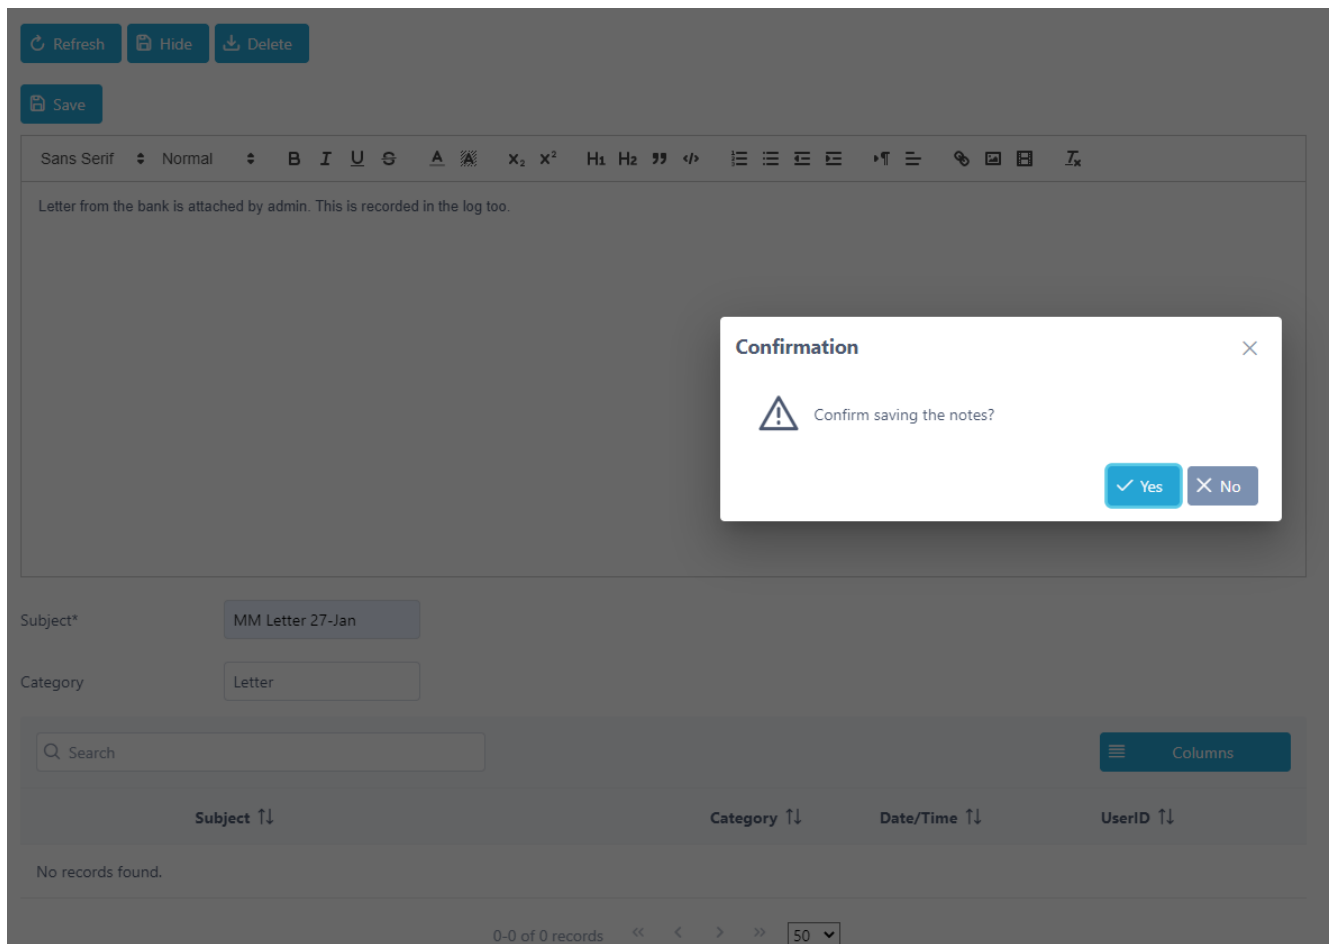 Refresh Hide Delete
Save
Sans Serif Normal B I U S A A X₂ X² H1 H2 ” </> Tx
Letter from the bank is attached by admin. This is recorded in the log too.
Confirmation
Confirm saving the notes?
Yes No
Subject* MM Letter 27-Jan
Category Letter
Search Columns
Subject Category Date/Time UserID
No records found.
0-0 of 0 records « < > » 50